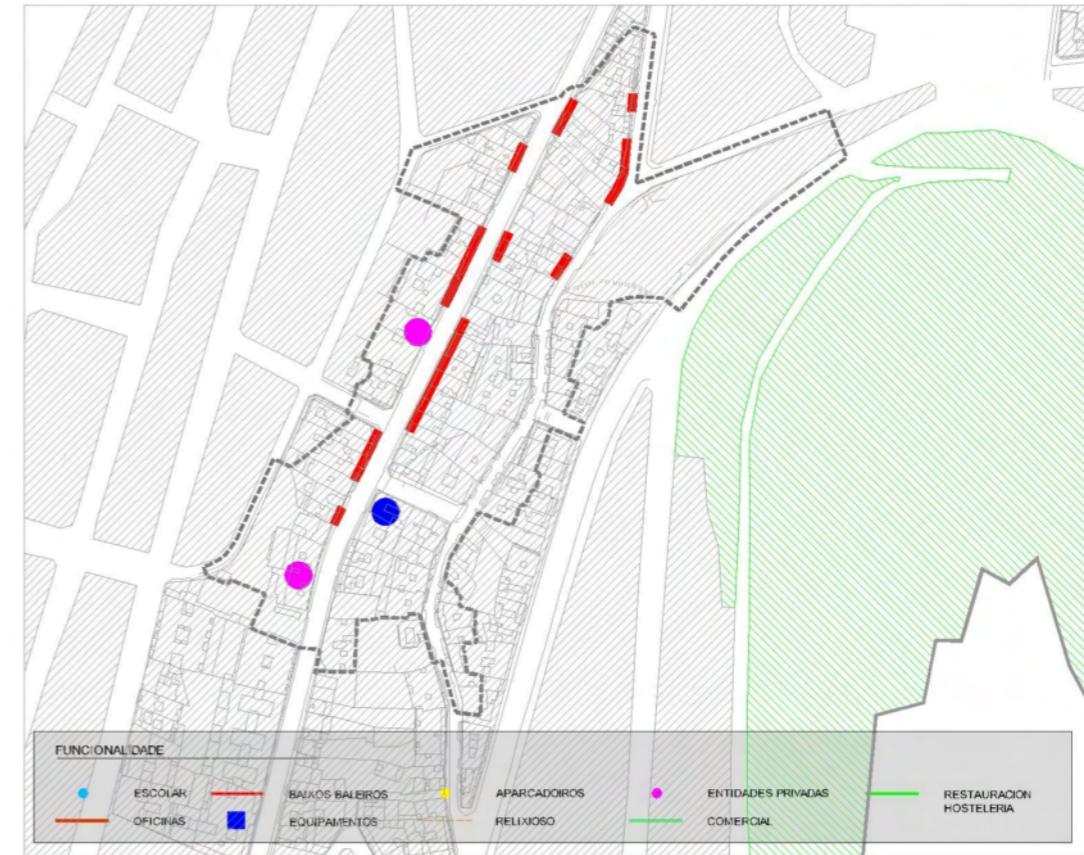 FUNCIONALIDADE
ESCOLAR
BAIXOS BALEIROS
APARCADOIROS
ENTIDADES PRIVADAS
RESTAURACION
HOSTELERIA
OFICINAS
EQUIPAMENTOS
RELIXIOSO
COMERCIAL